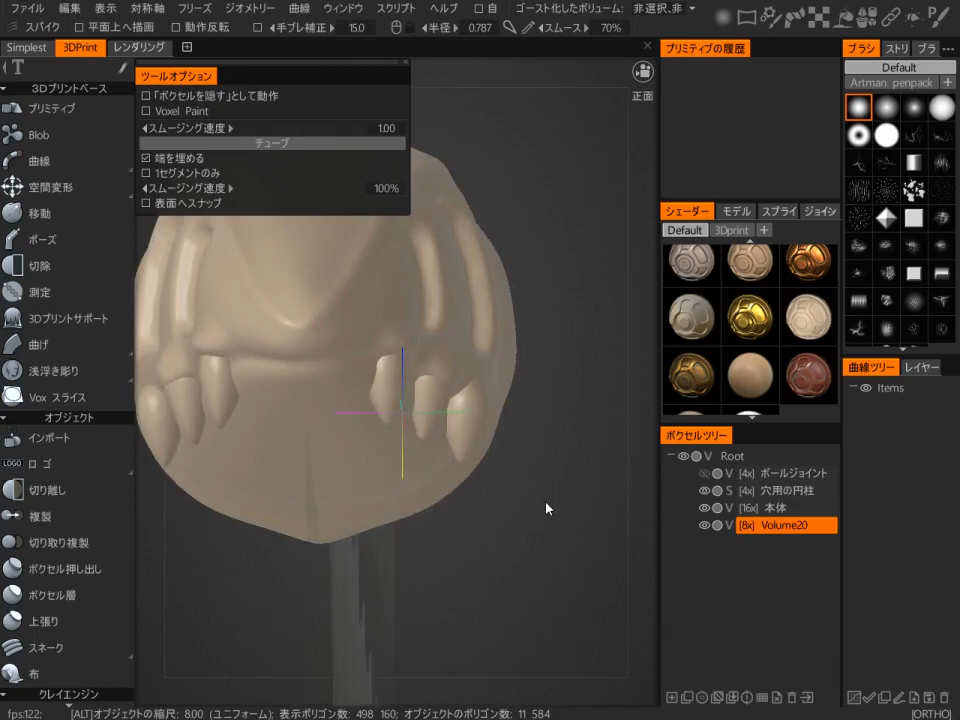 ファイル 編集 表示 対称軸 フリーズ ジオメトリー 曲線 ウィンドウ スクリプト ヘルプ 自 ゴースト化したボリューム: 非選択、非
スパイク 平面上へ描画 動作反転 手ブレ補正 15.0 半径 0.787 スムース 70%
Simplest 3DPrint レンダリング
プリミティブの履歴
ブラシ ストリ ブラ
Default
Artman_penpack
正面
ツールオプション
「ボクセルを隠す」として動作
Voxel Paint
スムージング速度 1.00
チューブ
端を埋める
1セグメントのみ
スムージング速度 100%
表面へスナップ
3Dプリントベース
プリミティブ
Blob
曲線
空間変形
移動
ポーズ
切除
測定
3Dプリントサポート
曲げ
浅浮き彫り
Vox スライス
オブジェクト
インポート
LOGO ロゴ
切り離し
複製
切り取り複製
ボクセル押し出し
ボクセル層
上張り
スネーク
布
クレイエンジン
シェーダー モデル スプライ ジョイシ
Default 3Dprint
曲線ツリー レイヤー
Items
ボクセルツリー
Root
V [4x] ボールジョイント
S [4x] 穴用の円柱
V [16x] 本体
V [8x] Volume20
fps:122; [ALT]オブジェクトの縮尺: 8.00 (ユニフォーム); 表示ポリゴン数: 498 160; オブジェクトのポリゴン数: 11 584 [ORTHO]